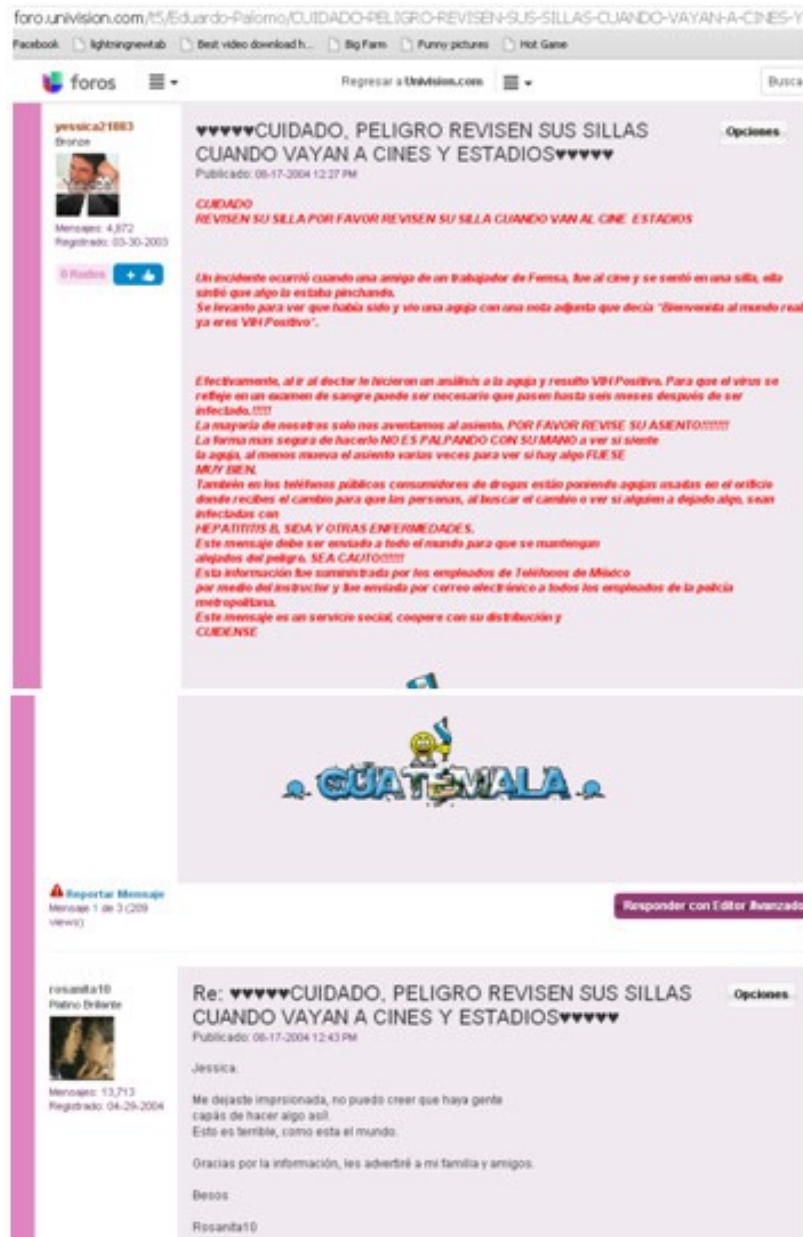 foro.univision.com/t5/Eduardo-Palomo/CUIDADO-PELIGRO-REVISEN-SUS-SILLAS-CUANDO-VAYAN-A-CINES-Y
Facebook lightningnewtab Best video download h... Big Farm Funny pictures Hot Game
foros Regresar a Univision.com Busca
yessica21083
Bronze
Mensajes: 4,872
Registrado: 03-30-2003
0 Kudos +
♥♥♥♥♥CUIDADO, PELIGRO REVISEN SUS SILLAS
CUANDO VAYAN A CINES Y ESTADIOS♥♥♥♥♥
Opciones
Publicado: 08-17-2004 12:27 PM
CUIDADO
REVISEN SU SILLA POR FAVOR REVISEN SU SILLA CUANDO VAN AL CINE ESTADIOS
Un incidente ocurrió cuando una amiga de un trabajador de Femsa, fue al cine y se sentó en una silla, ella
sintió que algo la estaba pinchando.
Se levanto para ver que había sido y vio una aguja con una nota adjunta que decía "Bienvenida al mundo real
ya eres VIH Positivo".
Efectivamente, al ir al doctor le hicieron un análisis a la aguja y resulto VIH Positivo. Para que el virus se
refleje en un examen de sangre puede ser necesario que pasen hasta seis meses después de ser
infectado.!!!!!
La mayoría de nosotros solo nos aventamos al asiento. POR FAVOR REVISE SU ASIENTO!!!!!!!
La forma mas segura de hacerlo NO ES PALPANDO CON SU MANO a ver si siente
la aguja, al menos mueva el asiento varias veces para ver si hay algo FIJESE
MUY BIEN.
También en los teléfonos públicos consumidores de drogas están poniendo agujas usadas en el orificio
donde recibes el cambio para que las personas, al buscar el cambio o ver si alguien a dejado algo, sean
infectadas con
HEPATITITIS B, SIDA Y OTRAS ENFERMEDADES.
Este mensaje debe ser enviado a todo el mundo para que se mantengan
alejados del peligro. SEA CAUTO!!!!!!
Esta información fue suministrada por los empleados de Teléfonos de México
por medio del instructor y fue enviada por correo electrónico a todos los empleados de la policía
metropolitana.
Este mensaje es un servicio social, coopere con su distribución y
CUIDENSE
GUATEMALA
Reportar Mensaje
Mensaje 1 de 3 (209
views)
Responder con Editor Avanzado
rosanita10
Platino Brillante
Mensajes: 13,713
Registrado: 04-29-2004
Re: ♥♥♥♥♥CUIDADO, PELIGRO REVISEN SUS SILLAS
CUANDO VAYAN A CINES Y ESTADIOS♥♥♥♥♥
Opciones
Publicado: 08-17-2004 12:43 PM
Jessica.
Me dejaste imprsionada, no puedo creer que haya gente
capás de hacer algo así!.
Esto es terrible, como esta el mundo.
Gracias por la información, les advertiré a mi familia y amigos.
Besos
Rosanita10